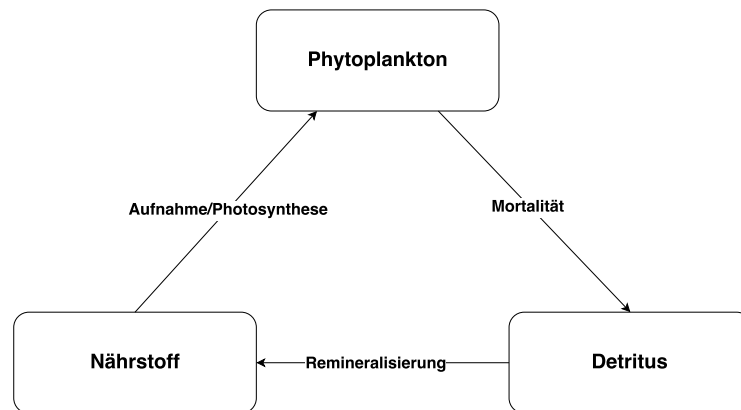 Phytoplankton
Aufnahme/Photosynthese
Mortalität
Nährstoff
Remineralisierung
Detritus